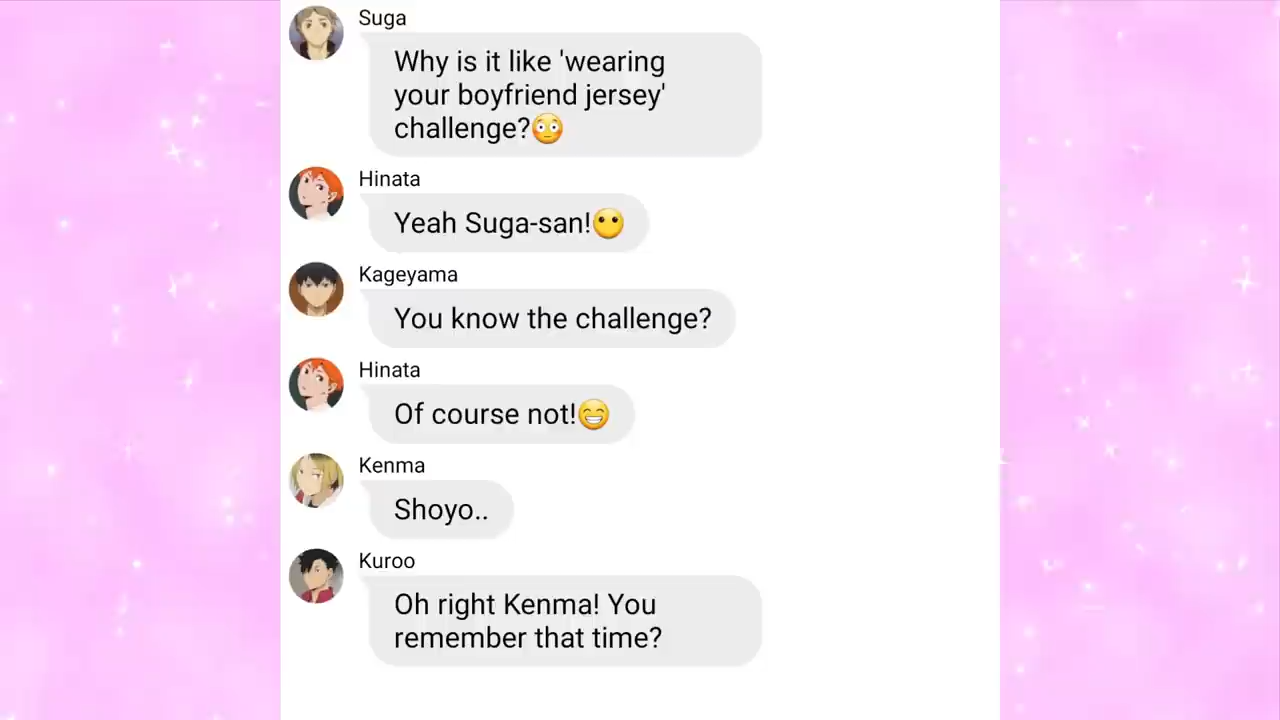 Suga
Why is it like 'wearing
your boyfriend jersey'
challenge?😳
Hinata
Yeah Suga-san!😶
Kageyama
You know the challenge?
Hinata
Of course not!😁
Kenma
Shoyo..
Kuroo
Oh right Kenma! You
remember that time?